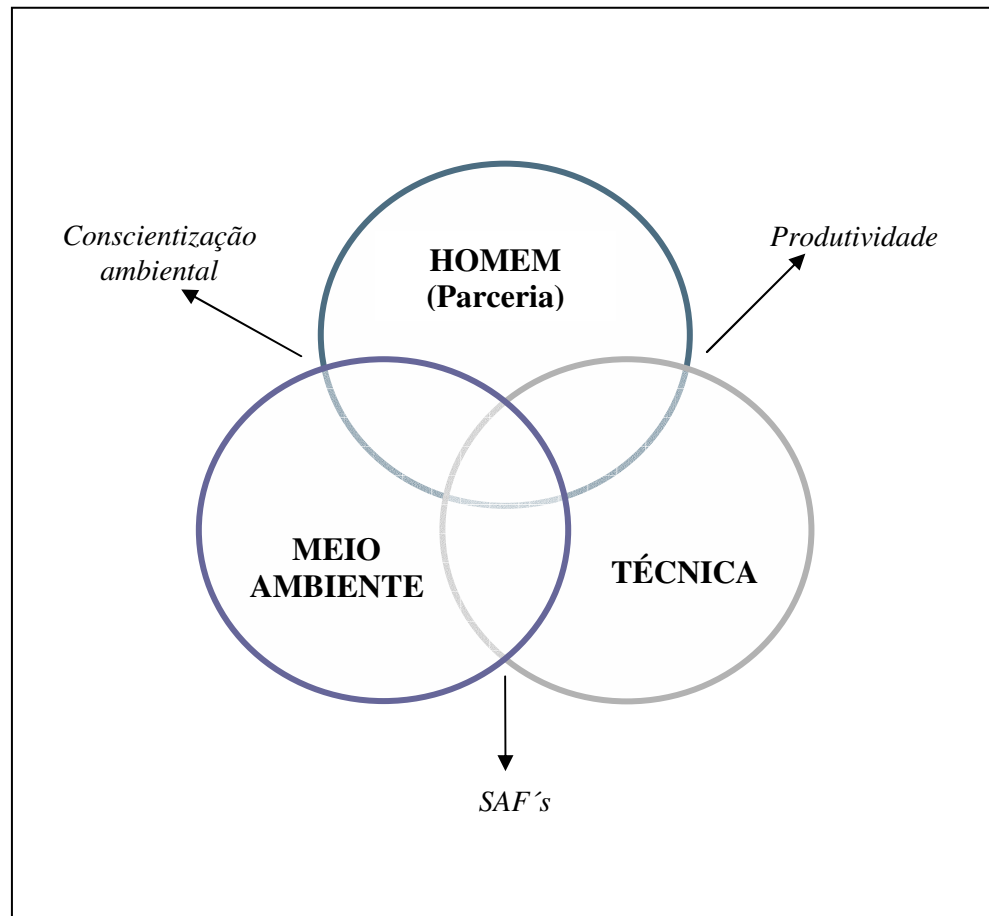 Conscientização
ambiental
HOMEM
(Parceria)
Produtividade
MEIO
AMBIENTE
TÉCNICA
SAF´s